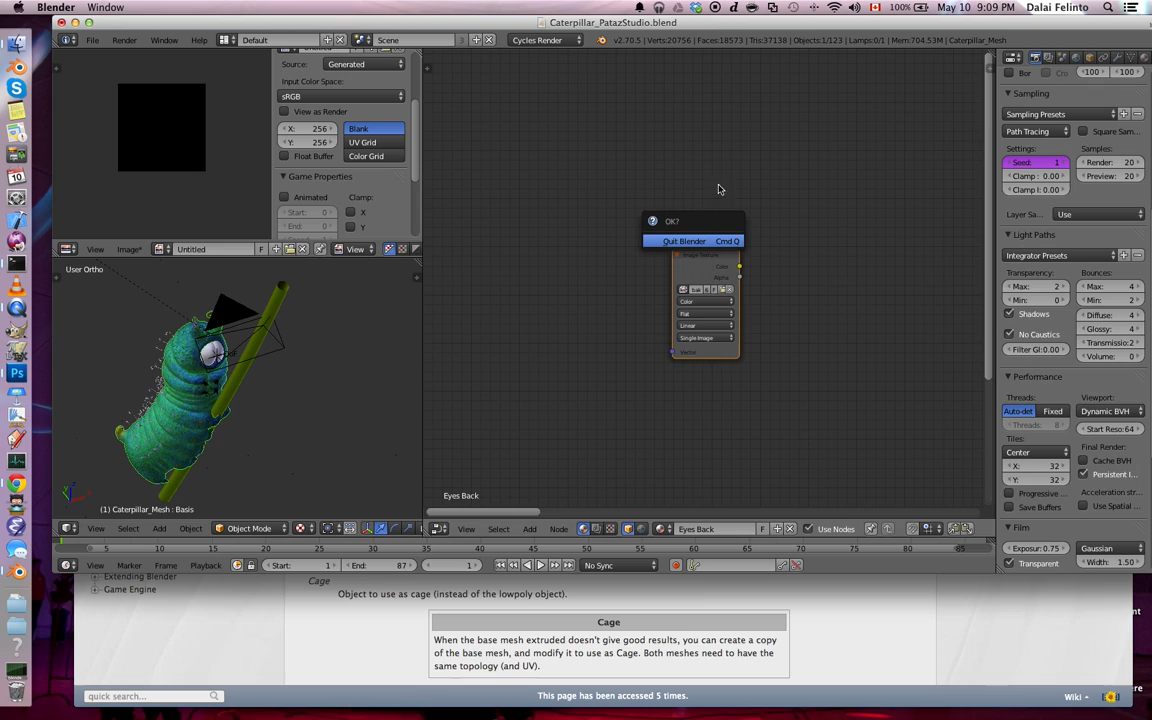 Blender Window
100% May 10 9:09 PM Dalai Felinto
Caterpillar_PatazStudio.blend
File Render Window Help Default Scene 3 Cycles Render v2.70.5 | Verts:20756 | Faces:18573 | Tris:37138 | Objects:1/123 | Lamps:0/1 | Mem:704.53M | Caterpillar_Mesh
Source: Generated
Input Color Space:
sRGB
View as Render
X: 256 Blank
Y: 256 UV Grid
Float Buffer Color Grid
Game Properties
Animated Clamp:
Start: 0 X
End: 0 Y
View Image* Untitled F View
User Ortho
(1) Caterpillar_Mesh : Basis
View Select Add Object Object Mode
OK?
Quit Blender Cmd Q
Image Texture
Color
Alpha
Color
Flat
Linear
Single Image
Vector
Eyes Back
View Select Add Node Eyes Back F Use Nodes
Bor Cro 100 100
Sampling
Sampling Presets
Path Tracing Square Sam...
Settings: Samples:
Seed: 1 Render: 20
Clamp : 0.00 Preview: 20
Clamp I: 0.00
Layer Sa... Use
Light Paths
Integrator Presets
Transparency: Bounces:
Max: 2 Max: 4
Min: 0 Min: 2
Shadows Diffuse: 4
Glossy: 4
No Caustics Transmissio: 2
Filter Gl: 0.00 Volume: 0
Performance
Threads: Viewport:
Auto-det Fixed Dynamic BVH
Threads: 8 Start Reso: 64
Tiles: Final Render:
Center Cache BVH
X: 32 Persistent I...
Y: 32
Progressive ... Acceleration str...
Save Buffers Use Spatial ...
Film
Exposur: 0.75 Gaussian
Transparent Width: 1.50
5 10 15 20 25 30 35 40 45 50 55 60 65 70 75 80 85
View Marker Frame Playback Start: 1 End: 87 1 No Sync
Extending Blender
Game Engine
Cage
Object to use as cage (instead of the lowpoly object).
Cage
When the base mesh extruded doesn't give good results, you can create a copy
of the base mesh, and modify it to use as Cage. Both meshes need to have the
same topology (and UV).
quick search... This page has been accessed 5 times. Wiki